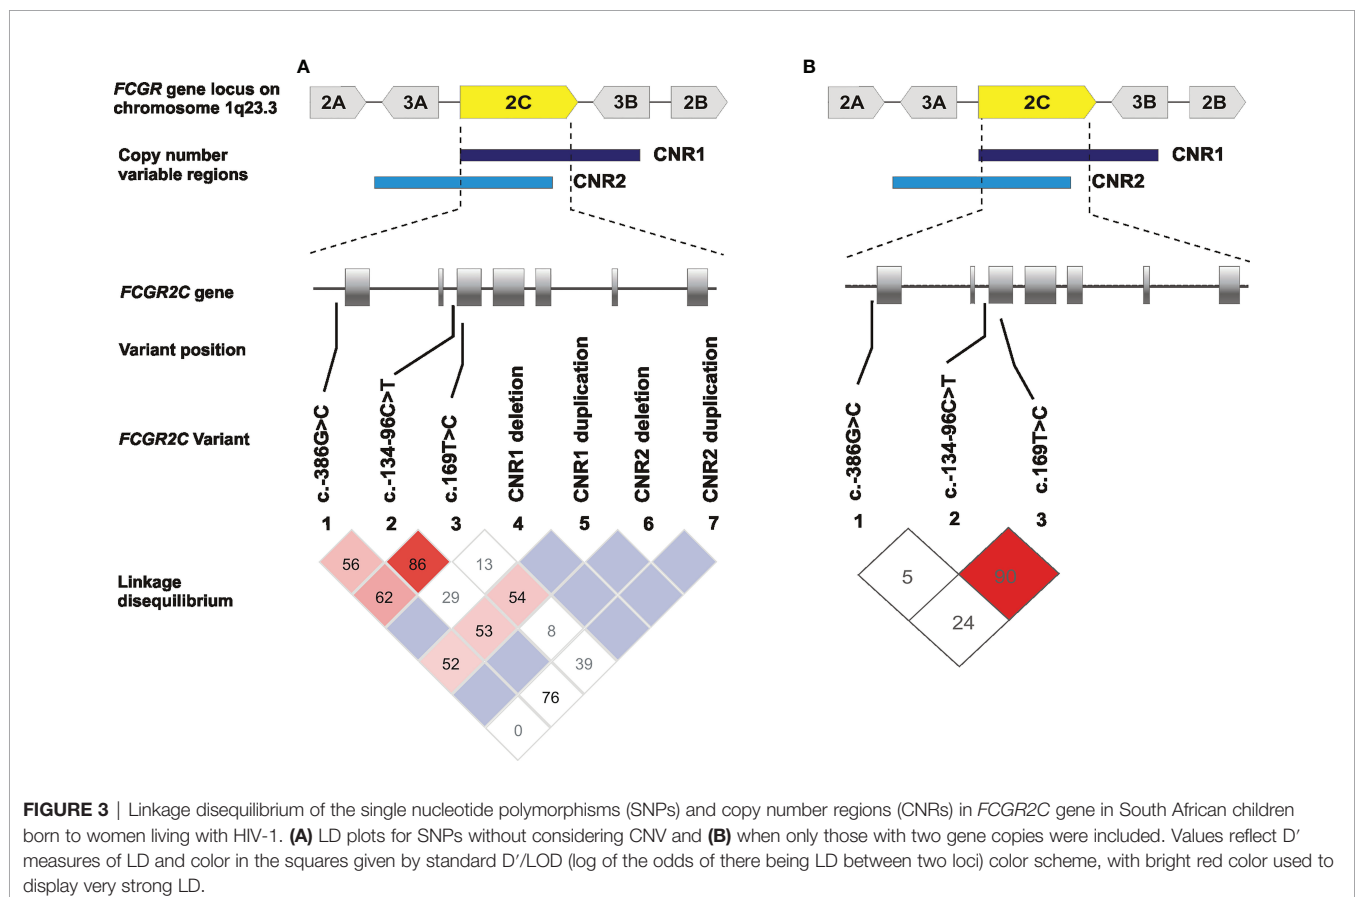 A
B
FCGR gene locus on
chromosome 1q23.3
2A
3A
2C
3B
2B
2A
3A
2C
3B
2B
Copy number
variable regions
CNR1
CNR2
CNR1
CNR2
FCGR2C gene
Variant position
FCGR2C Variant
c.-386G>C
c.-134-96C>T
c.169T>C
CNR1 deletion
CNR1 duplication
CNR2 deletion
CNR2 duplication
c.-386G>C
c.-134-96C>T
c.169T>C
1 2 3 4 5 6 7
1 2 3
Linkage
disequilibrium
56 86 13
62 29 54
53 8
52 39
76
0
5 90
24
FIGURE 3 | Linkage disequilibrium of the single nucleotide polymorphisms (SNPs) and copy number regions (CNRs) in FCGR2C gene in South African children
born to women living with HIV-1. (A) LD plots for SNPs without considering CNV and (B) when only those with two gene copies were included. Values reflect D′
measures of LD and color in the squares given by standard D′/LOD (log of the odds of there being LD between two loci) color scheme, with bright red color used to
display very strong LD.